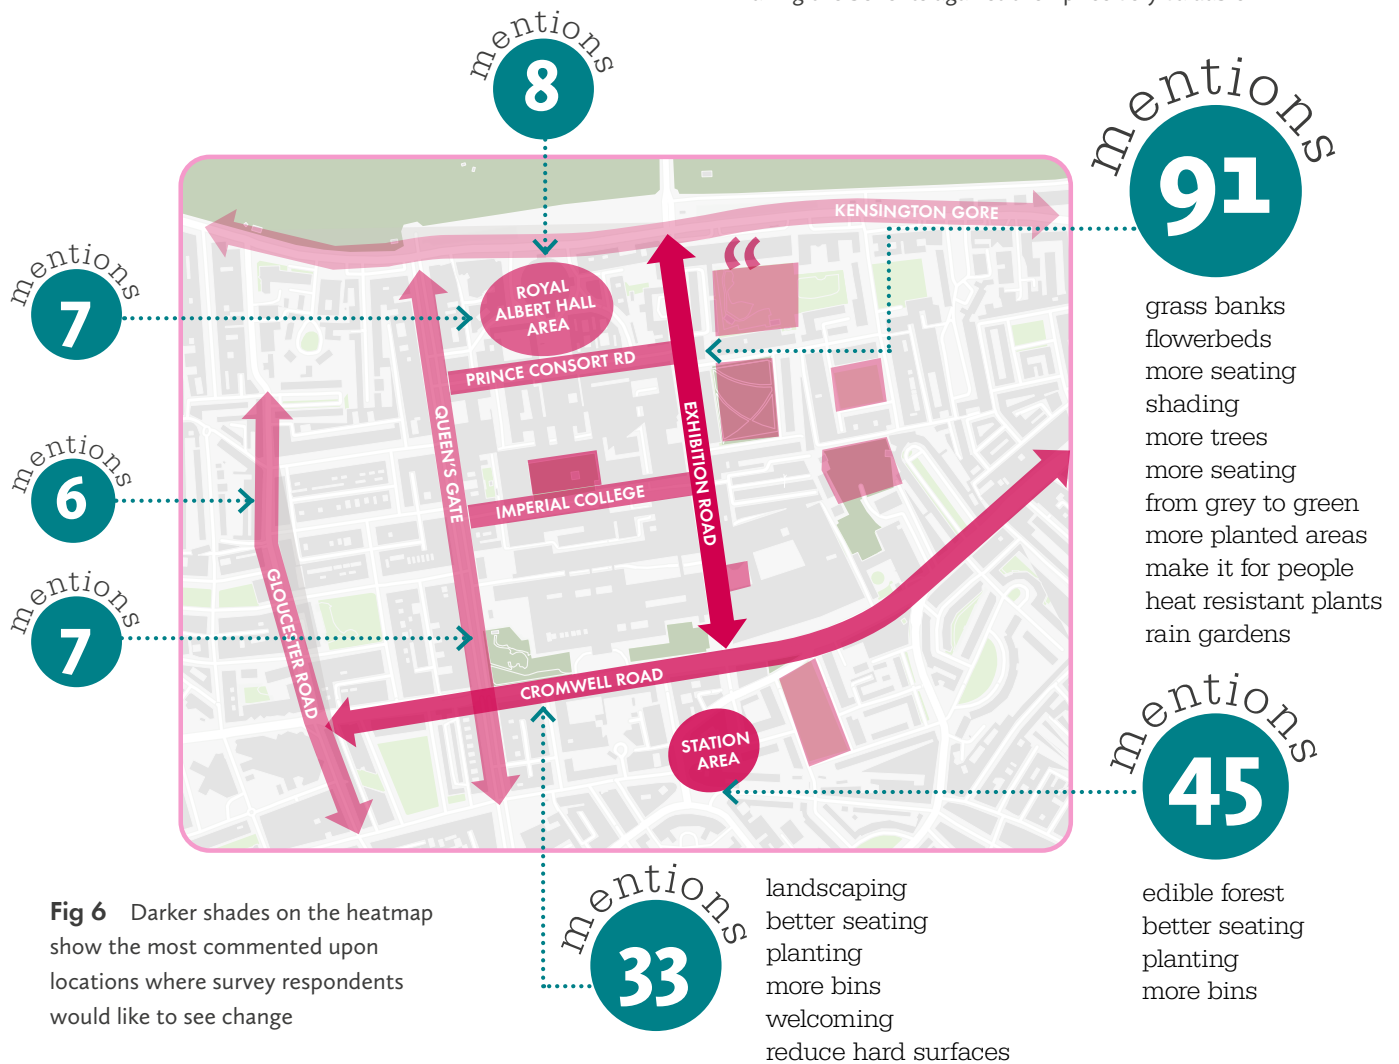 mentions
8
mentions
91
KENSINGTON GORE
mentions
7
ROYAL
ALBERT HALL
AREA
PRINCE CONSORT RD
grass banks
flowerbeds
more seating
shading
more trees
more seating
from grey to green
more planted areas
make it for people
heat resistant plants
rain gardens
QUEEN'S GATE
EXHIBITION ROAD
mentions
6
IMPERIAL COLLEGE
mentions
7
GLOUCESTER ROAD
CROMWELL ROAD
STATION
AREA
mentions
45
edible forest
better seating
planting
more bins
mentions
33
landscaping
better seating
planting
more bins
welcoming
reduce hard surfaces
Fig 6 Darker shades on the heatmap
show the most commented upon
locations where survey respondents
would like to see change